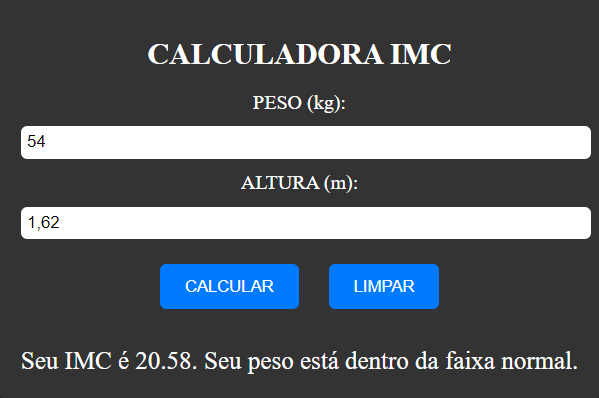 CALCULADORA IMC
PESO (kg):
54
ALTURA (m):
1,62
CALCULAR LIMPAR
Seu IMC é 20.58. Seu peso está dentro da faixa normal.